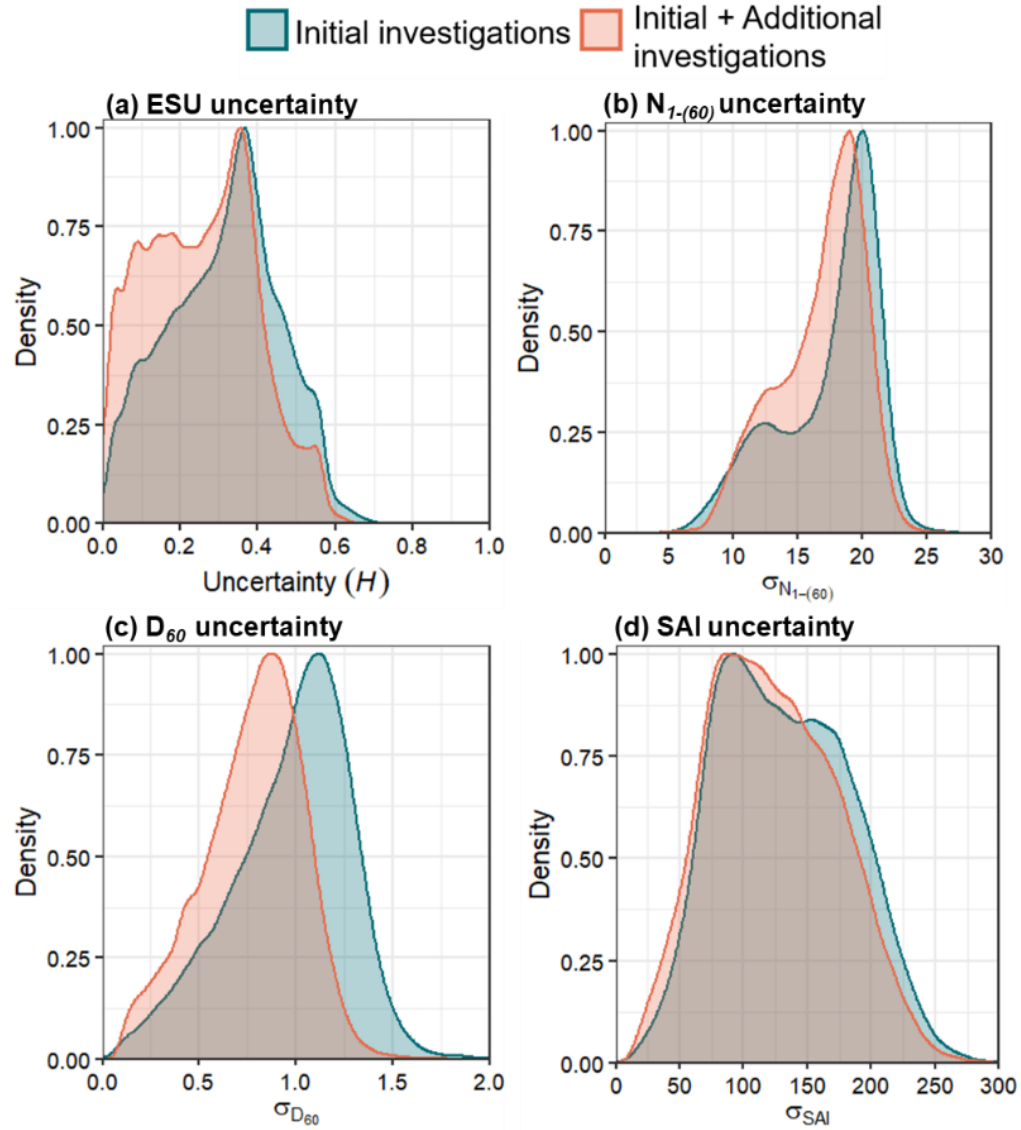 Initial investigations
Initial + Additional
investigations
(a) ESU uncertainty
1.00
0.75
0.50
0.25
0.00
Density
0.0 0.2 0.4 0.6 0.8 1.0
Uncertainty (H)
(b) N1-(60) uncertainty
1.00
0.75
0.50
0.25
0.00
Density
0 5 10 15 20 25 30
σN1−(60)
(c) D60 uncertainty
1.00
0.75
0.50
0.25
0.00
Density
0.0 0.5 1.0 1.5 2.0
σD60
(d) SAI uncertainty
1.00
0.75
0.50
0.25
0.00
Density
0 50 100 150 200 250 300
σSAI